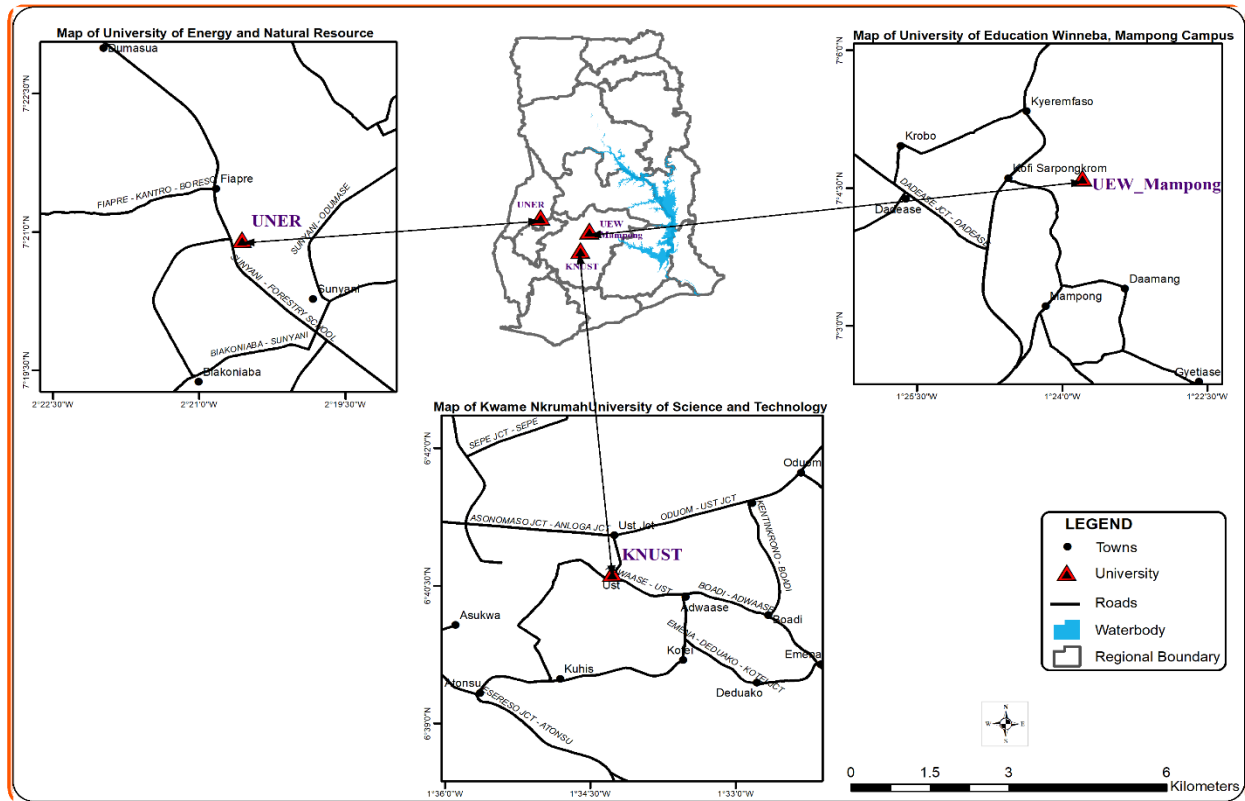 Map of University of Energy and Natural Resource
Dumasua
7°22'30"N
Fiapre
FIAPRE - KANTRO - BORESO
UNER
SUNYANI - ODUMASE
7°21'0"N
SUNYANI - FORESTRY SCHOOL
Sunyani
BIAKONIABA - SUNYANI
Biakoniaba
7°19'30"N
2°22'30"W
2°21'0"W
2°19'30"W
UNER
UEW
Mampong
KNUST
Map of University of Education Winneba, Mampong Campus
7°6'0"N
Kyeremfaso
Krobo
Kofi Sarpongkrom
UEW_Mampong
7°4'30"N
DADEASE JCT - DADEASE
Dadease
Daamang
Mampong
7°3'0"N
Gyetiase
1°25'30"W
1°24'0"W
1°22'30"W
Map of Kwame NkrumahUniversity of Science and Technology
6°42'0"N
SEPE JCT - SEPE
Oduom
ASONOMASO JCT - ANLOGA JCT
Ust Jct
ODUOM - UST JCT
KENTINKRONO - BOADI
KNUST
6°40'30"N
Ust
WAASE - UST
BOADI - ADWAASE
Adwaase
Asukwa
Boadi
EMENA - DEDUAKO - KOTEI JCT
Kotei
Emena
Kuhis
Atonsu
Deduako
ESERESO JCT - ATONSU
6°39'0"N
1°36'0"W
1°34'30"W
1°33'0"W
LEGEND
Towns
University
Roads
Waterbody
Regional Boundary
N
W E
S
0 1.5 3 6
Kilometers